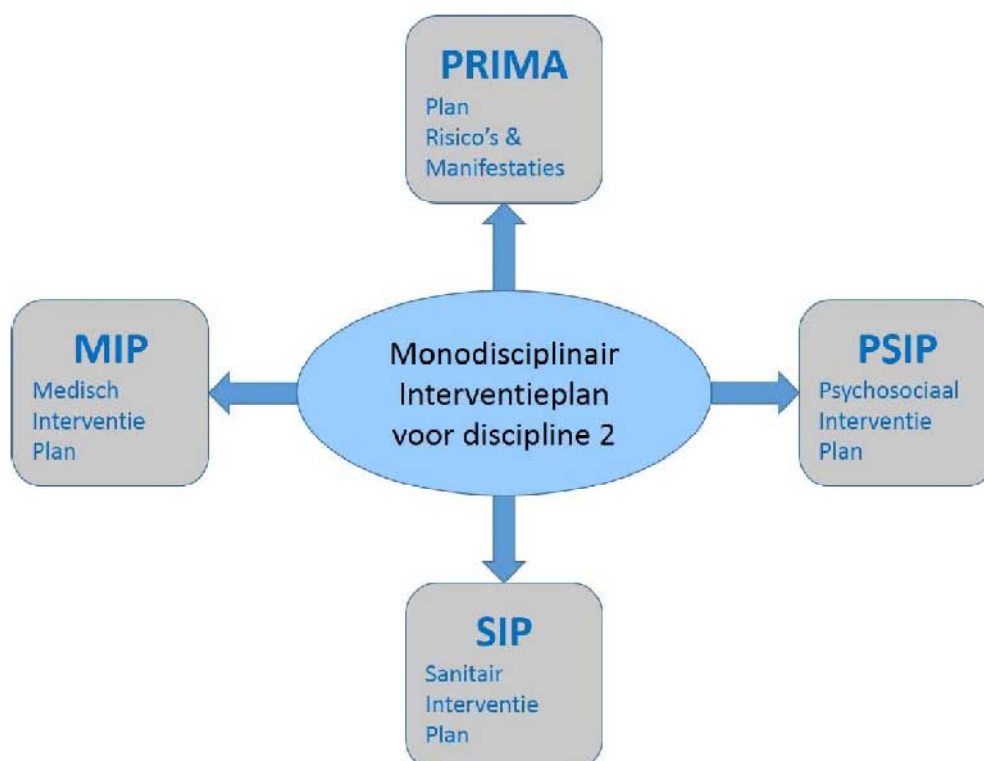 PRIMA
Plan
Risico's &
Manifestaties
MIP
Medisch
Interventie
Plan
Monodisciplinair
Interventieplan
voor discipline 2
PSIP
Psychosociaal
Interventie
Plan
SIP
Sanitair
Interventie
Plan